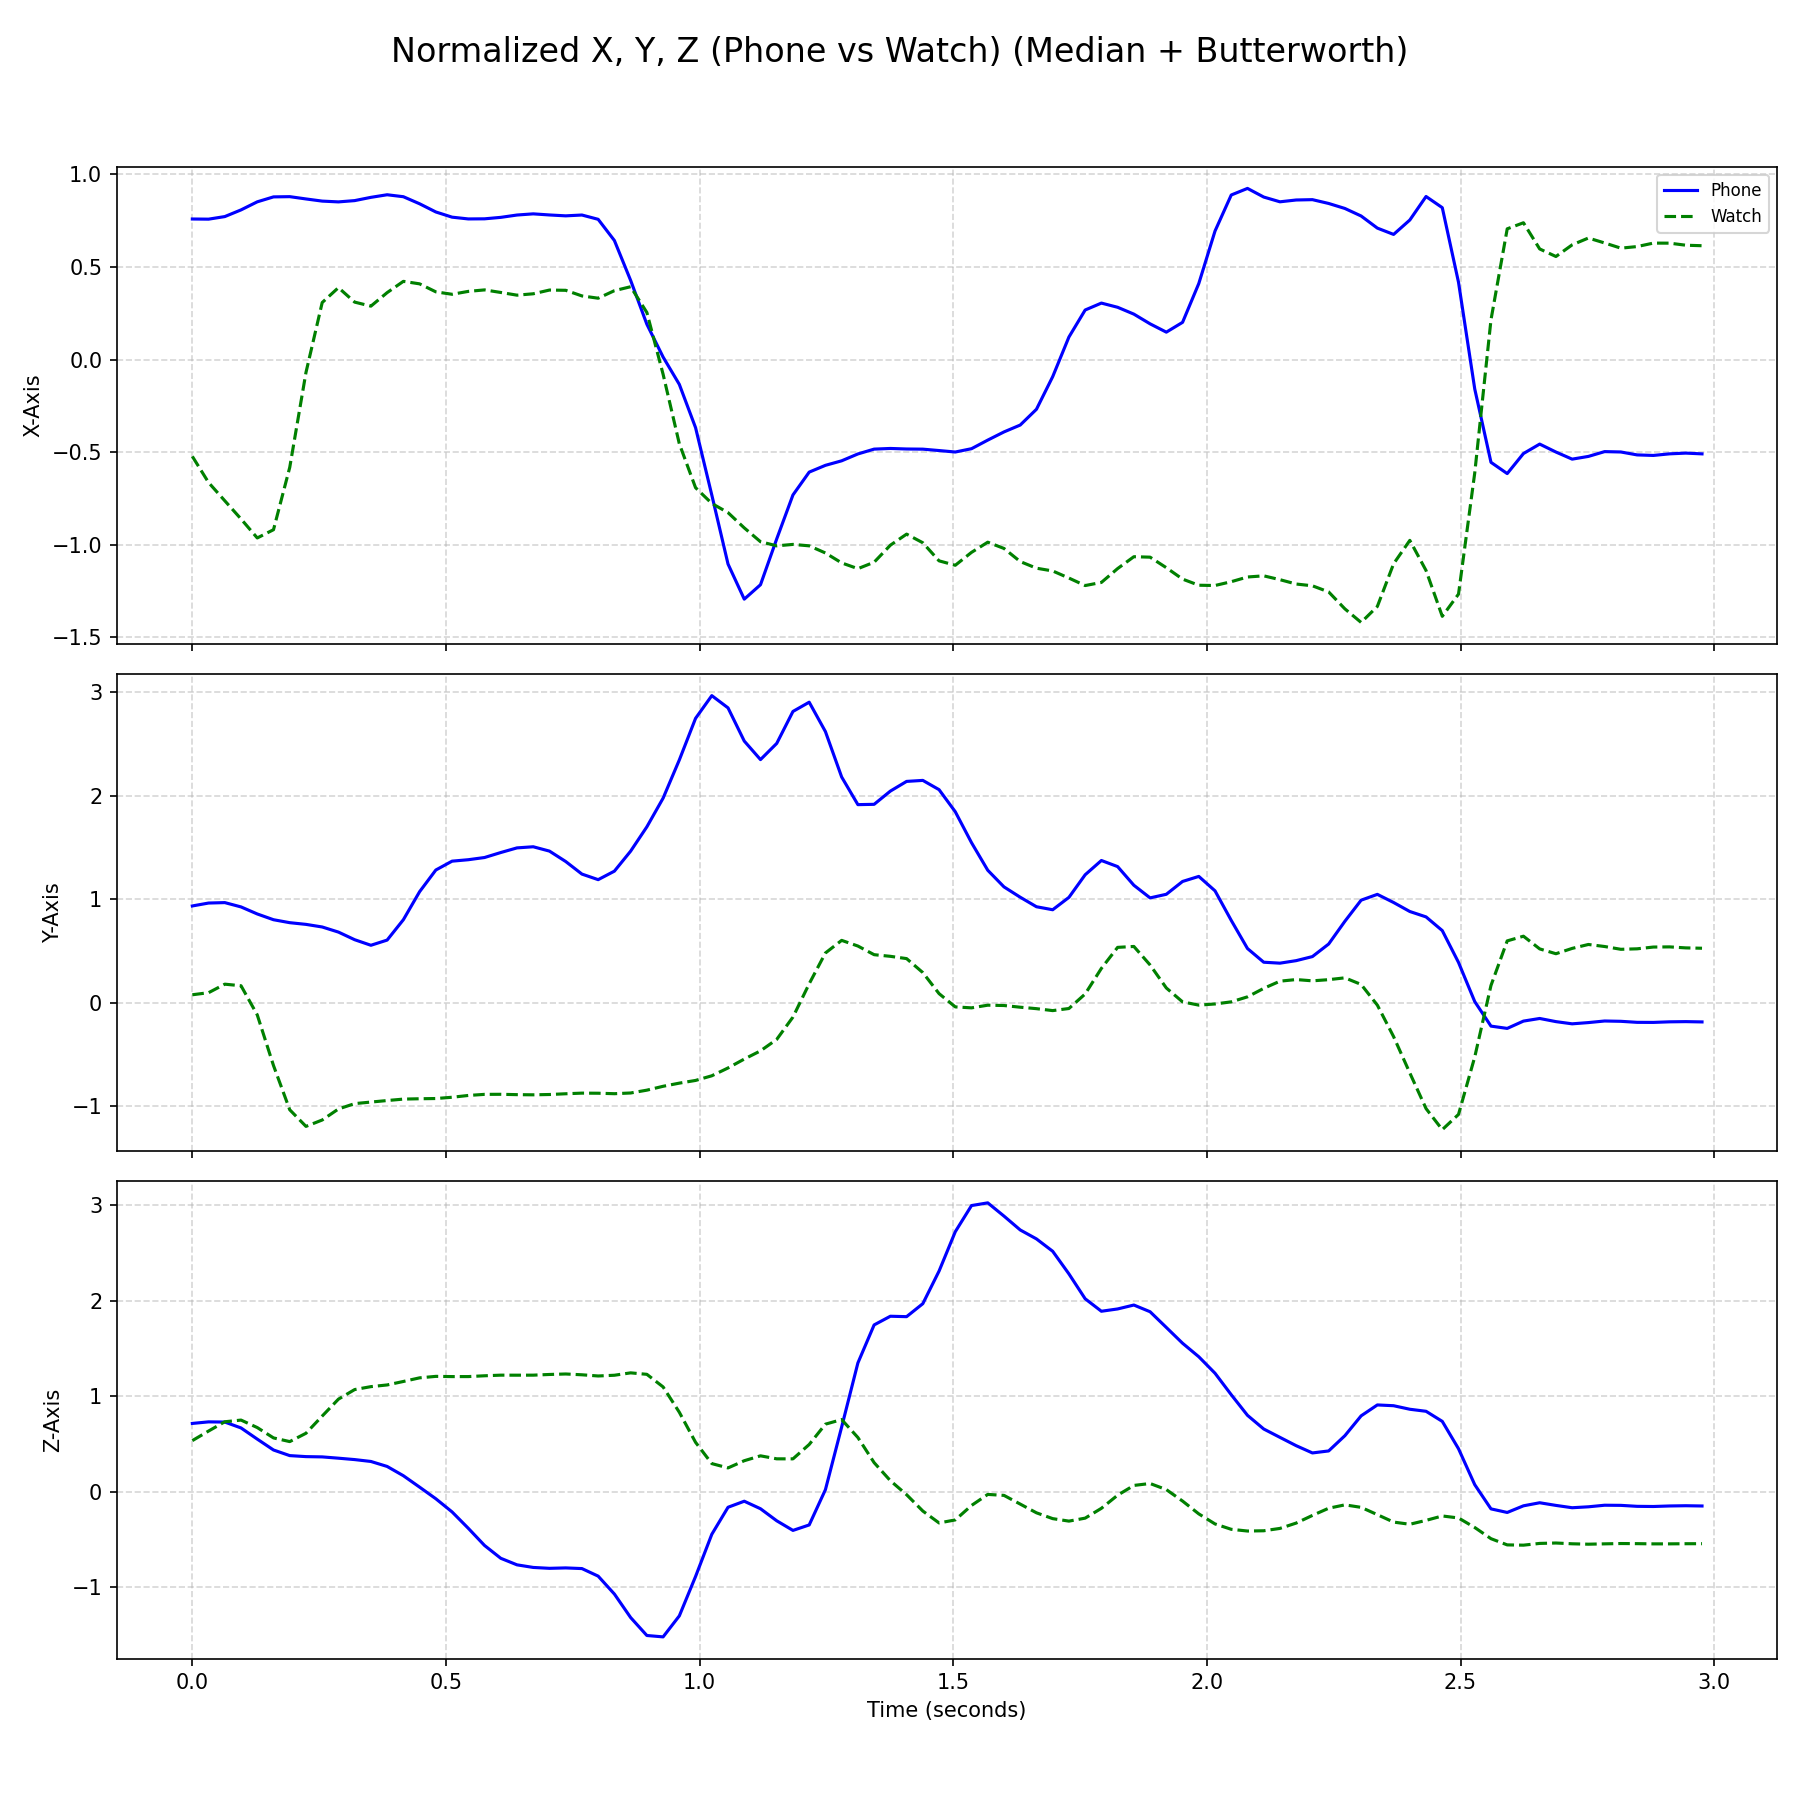 Normalized X, Y, Z (Phone vs Watch) (Median + Butterworth)
1.0
0.5
0.0
−0.5
−1.0
−1.5
X-Axis
Phone
Watch
3
2
1
0
−1
Y-Axis
3
2
1
0
−1
Z-Axis
0.0 0.5 1.0 1.5 2.0 2.5 3.0
Time (seconds)